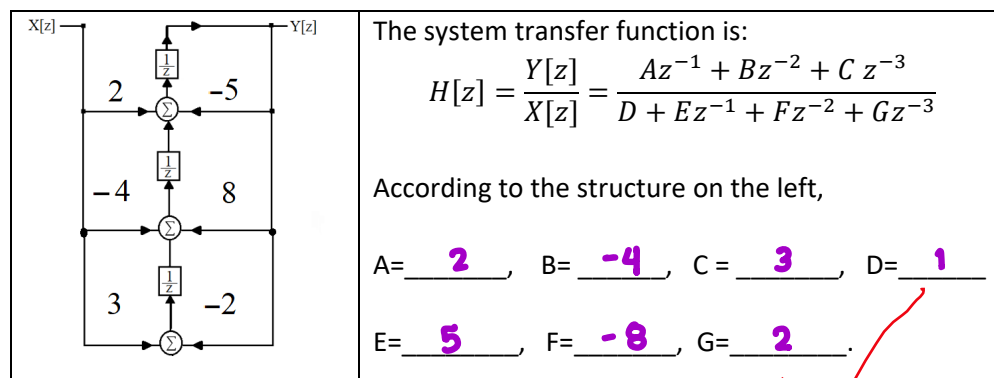 X[z]
Y[z]
1/z
2
-5
Σ
1/z
-4
8
Σ
1/z
3
-2
Σ
The system transfer function is:
H[z] = Y[z]/X[z] = (Az⁻¹ + Bz⁻² + C z⁻³)/(D + Ez⁻¹ + Fz⁻² + Gz⁻³)
According to the structure on the left,
A= 2, B= -4, C = 3, D= 1
E= 5, F= -8, G= 2.